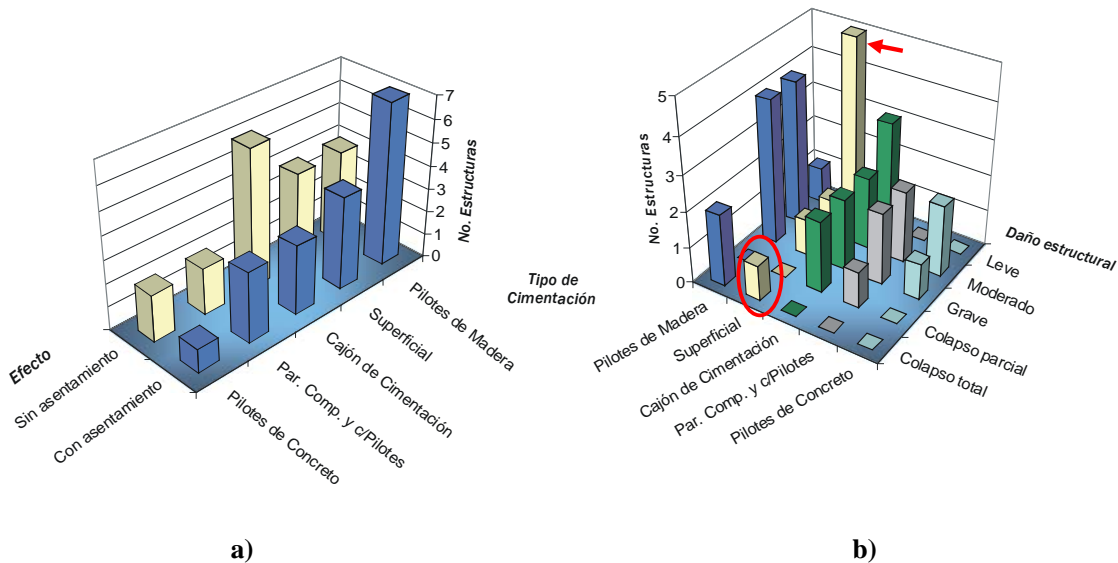 7
6
5
4
3
2
1
0
No. Estructuras
Pilotes de Madera
Superficial
Cajón de Cimentación
Par. Comp. y c/Pilotes
Pilotes de Concreto
Tipo de
Cimentación
Efecto
Sin asentamiento
Con asentamiento
a)
5
4
3
2
1
0
No. Estructuras
Pilotes de Madera
Superficial
Cajón de Cimentación
Par. Comp. y c/Pilotes
Pilotes de Concreto
Daño estructural
Leve
Moderado
Grave
Colapso parcial
Colapso total
b)